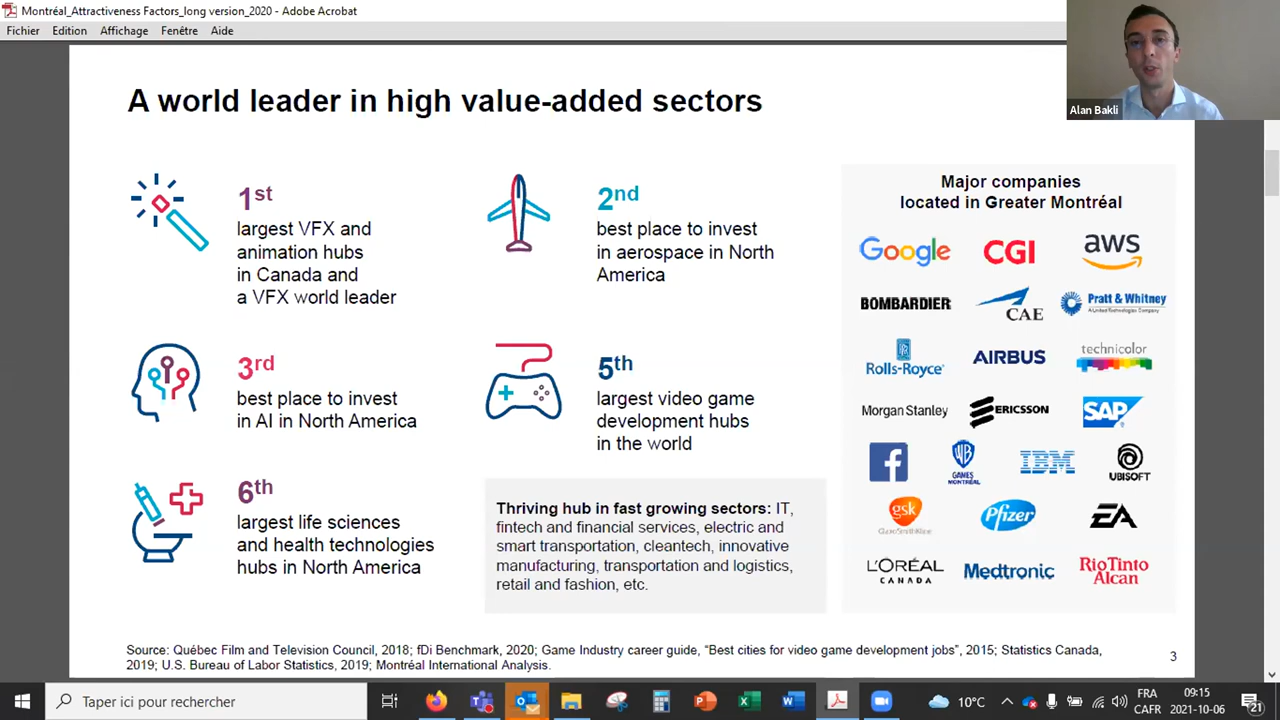 Montréal_Attractiveness Factors_long version_2020 - Adobe Acrobat
Fichier Edition Affichage Fenêtre Aide
Alan Bakli
A world leader in high value-added sectors
1st
largest VFX and
animation hubs
in Canada and
a VFX world leader
2nd
best place to invest
in aerospace in North
America
3rd
best place to invest
in AI in North America
5th
largest video game
development hubs
in the world
6th
largest life sciences
and health technologies
hubs in North America
Thriving hub in fast growing sectors: IT,
fintech and financial services, electric and
smart transportation, cleantech, innovative
manufacturing, transportation and logistics,
retail and fashion, etc.
Major companies
located in Greater Montréal
Google CGI aws
BOMBARDIER CAE Pratt & Whitney
A United Technologies Company
Rolls-Royce AIRBUS technicolor
Morgan Stanley ERICSSON SAP
f WB GAMES MONTRÉAL IBM UBISOFT
gsk GlaxoSmithKline Pfizer EA
L'ORÉAL CANADA Medtronic RioTinto Alcan
Source: Québec Film and Television Council, 2018; fDi Benchmark, 2020; Game Industry career guide, “Best cities for video game development jobs”, 2015; Statistics Canada,
2019; U.S. Bureau of Labor Statistics, 2019; Montréal International Analysis.
3
Taper ici pour rechercher
10°C
FRA
CAFR
09:15
2021-10-06
21